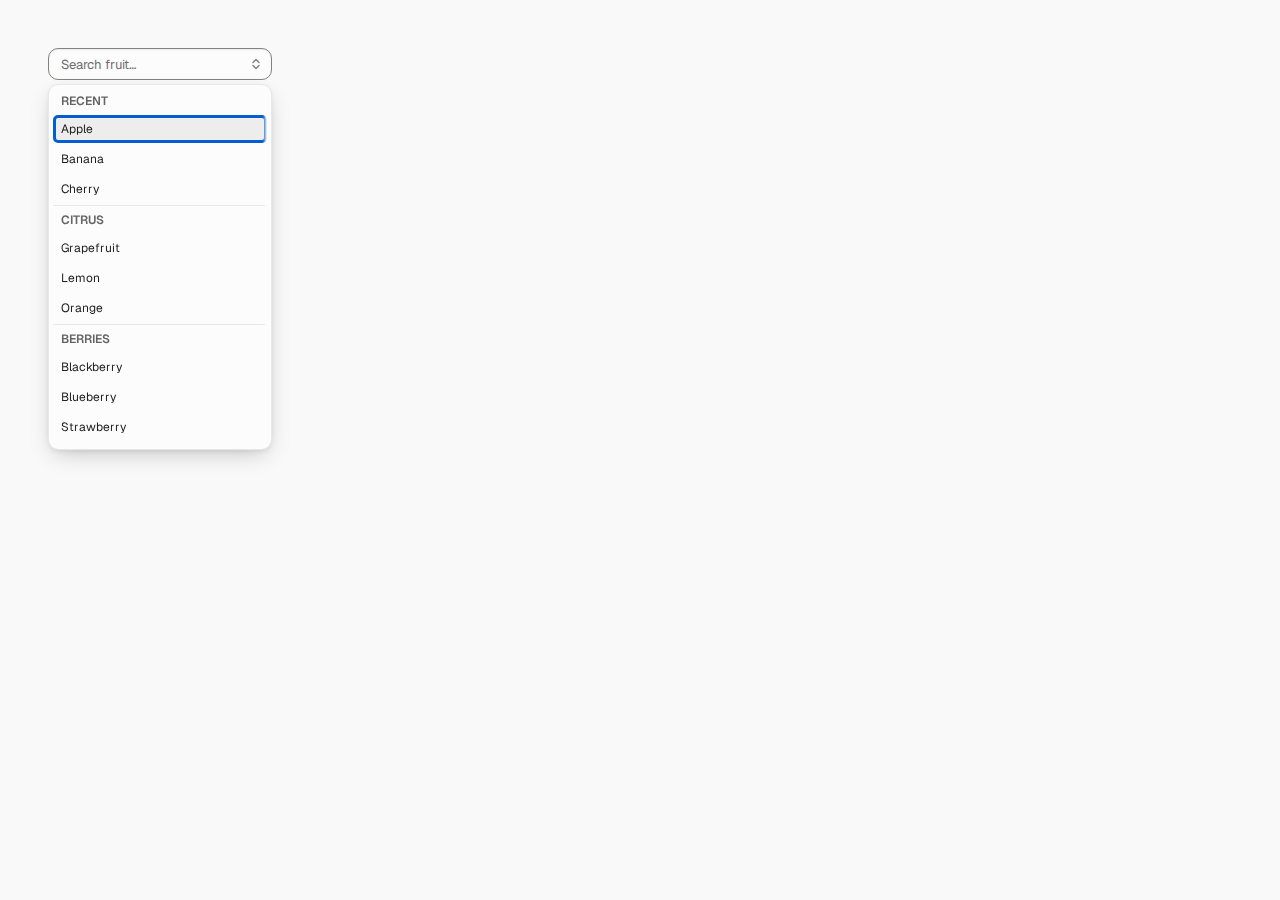 Search fruit…
RECENT
Apple
Banana
Cherry
CITRUS
Grapefruit
Lemon
Orange
BERRIES
Blackberry
Blueberry
Strawberry